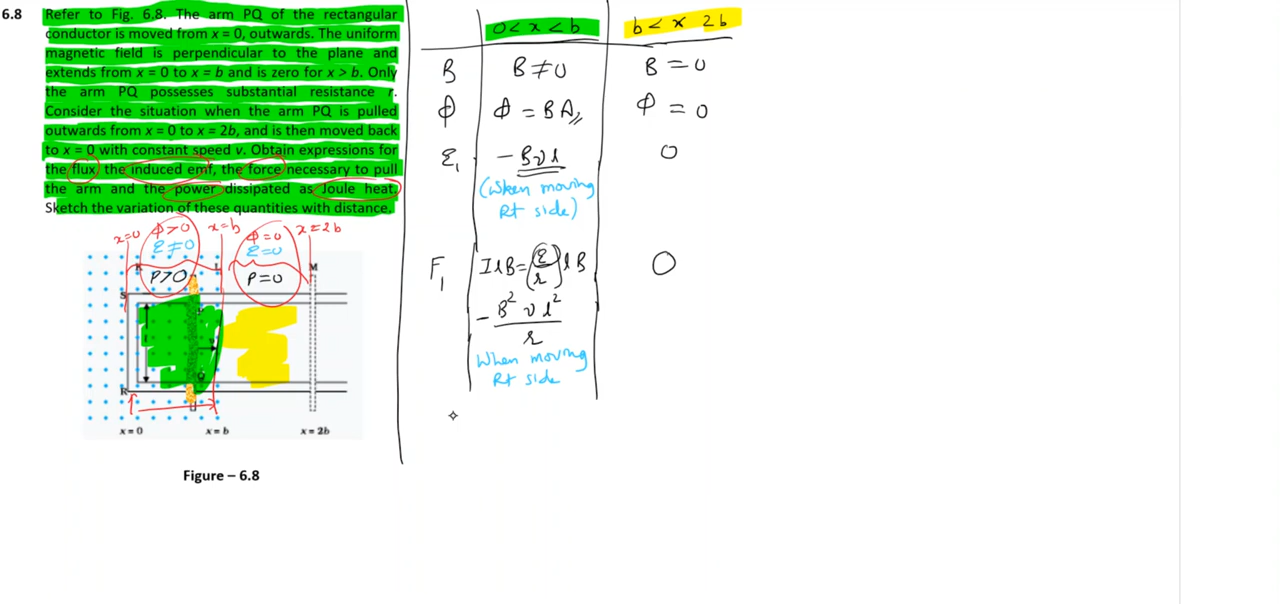 6.8 Refer to Fig. 6.8. The arm PQ of the rectangular
conductor is moved from x = 0, outwards. The uniform
magnetic field is perpendicular to the plane and
extends from x = 0 to x = b and is zero for x > b. Only
the arm PQ possesses substantial resistance r.
Consider the situation when the arm PQ is pulled
outwards from x = 0 to x = 2b, and is then moved back
to x = 0 with constant speed v. Obtain expressions for
the flux, the induced emf, the force necessary to pull
the arm and the power dissipated as Joule heat.
Sketch the variation of these quantities with distance.
x=0 Φ>0 x=b Φ=0 x=2b
ε≠0 ε=0
P>0 P=0 M
S
R
x = 0 x = b x = 2b
Figure – 6.8
0 < x < b b < x 2b
B B ≠ 0 B = 0
Φ Φ = BA Φ = 0
ε₁ - Bvl 0
(When moving
Rt side)
F₁ IlB = (ε/r) lB 0
- B² v l² / r
When moving
Rt side